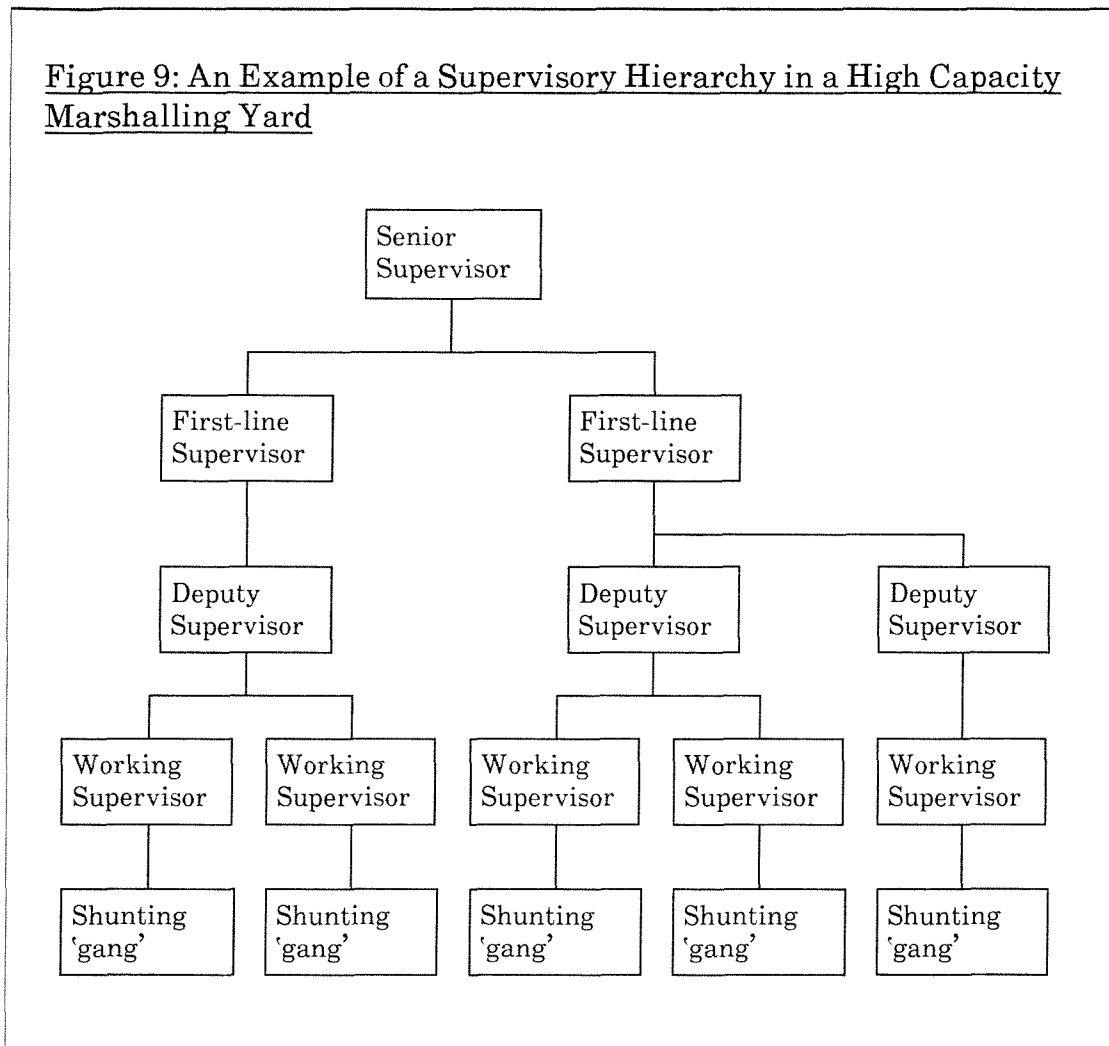 Figure 9: An Example of a Supervisory Hierarchy in a High Capacity
Marshalling Yard
Senior
Supervisor
First-line
Supervisor
First-line
Supervisor
Deputy
Supervisor
Deputy
Supervisor
Deputy
Supervisor
Working
Supervisor
Working
Supervisor
Working
Supervisor
Working
Supervisor
Working
Supervisor
Shunting
‛gang’
Shunting
‛gang’
Shunting
‛gang’
Shunting
‛gang’
Shunting
‛gang’